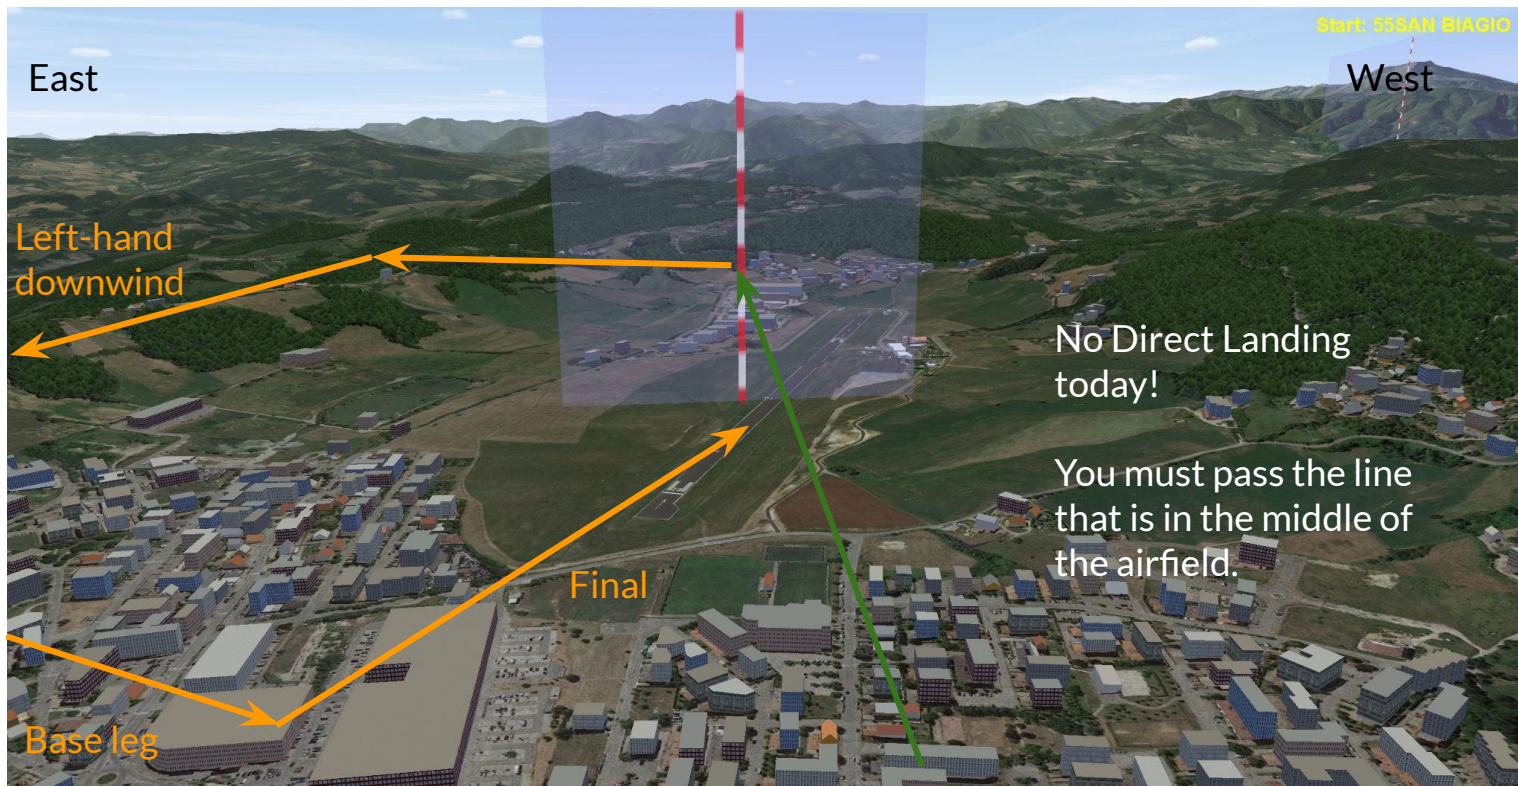 Start: 55SAN BIAGIO
East
West
Left-hand
downwind
No Direct Landing
today!
You must pass the line
that is in the middle of
the airfield.
Final
Base leg